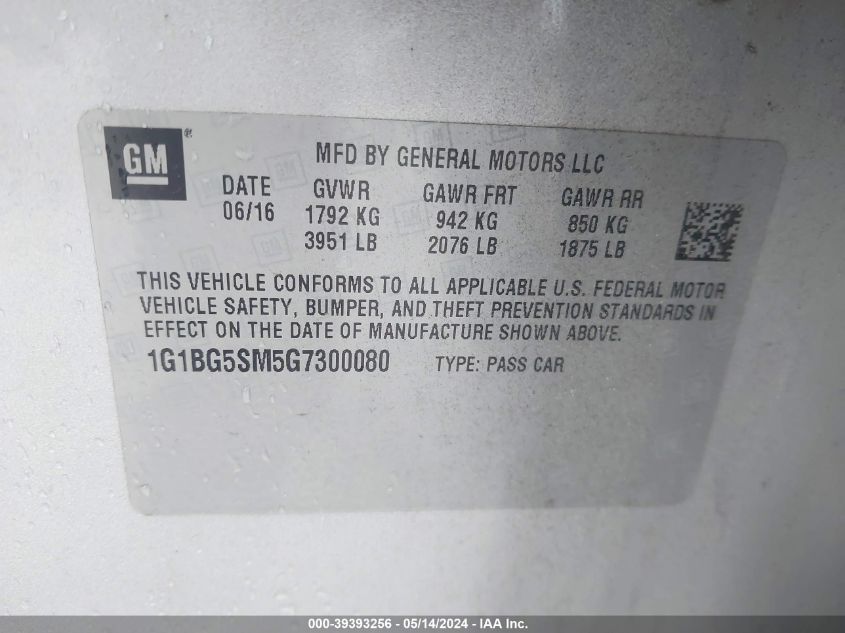 GM®
MFD BY GENERAL MOTORS LLC
DATE GVWR GAWR FRT GAWR RR
06/16 1792 KG 942 KG 850 KG
3951 LB 2076 LB 1875 LB
THIS VEHICLE CONFORMS TO ALL APPLICABLE U.S. FEDERAL MOTOR
VEHICLE SAFETY, BUMPER, AND THEFT PREVENTION STANDARDS IN
EFFECT ON THE DATE OF MANUFACTURE SHOWN ABOVE.
1G1BG5SM5G7300080 TYPE: PASS CAR
000-39393256 - 05/14/2024 - IAA Inc.